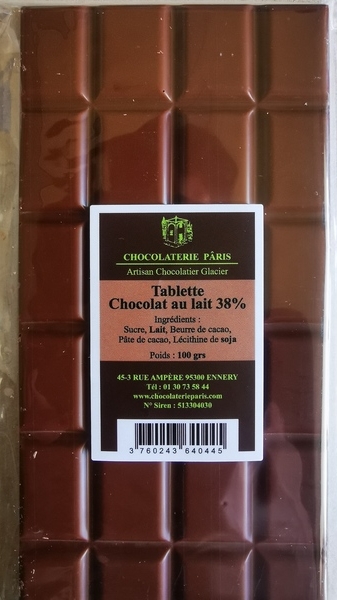 CHOCOLATERIE PÂRIS
Artisan Chocolatier Glacier
Tablette
Chocolat au lait 38%
Ingrédients :
Sucre, Lait, Beurre de cacao,
Pâte de cacao, Lécithine de soja
Poids : 100 grs
45-3 RUE AMPÈRE 95300 ENNERY
Tél : 01 30 73 58 44
www.chocolaterieparis.com
N° Siren : 513304030
3 760243 640445